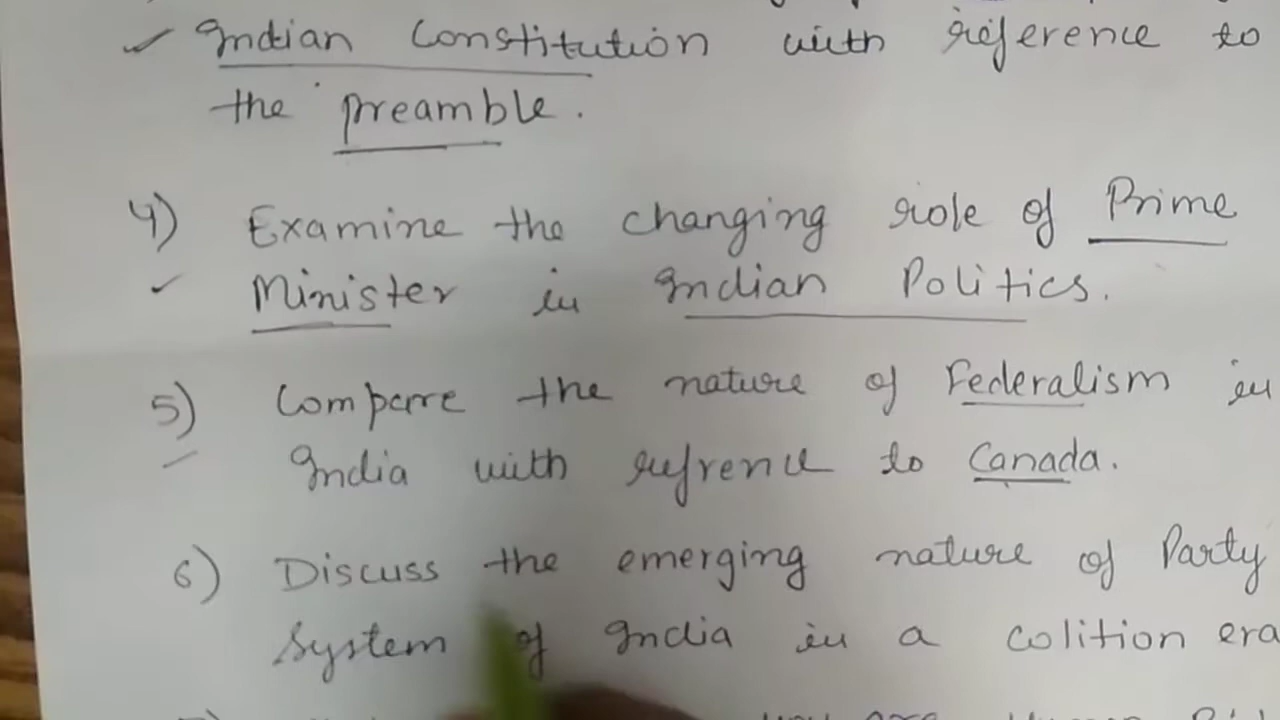 Indian Constitution with reference to
the preamble.
4) Examine the changing role of Prime
Minister in Indian Politics.
5) Compare the nature of Federalism in
India with refrence to Canada.
6) Discuss the emerging nature of Party
System of India in a colition era